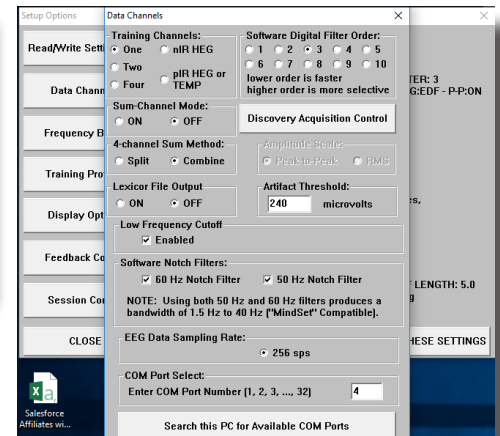 Setup Options
Data Channels
Training Channels:
One
nIR HEG
Two
pIR HEG or
TEMP
Four
Software Digital Filter Order:
1 2 3 4 5
6 7 8 9 10
lower order is faster
higher order is more selective
Sum-Channel Mode:
ON OFF
Discovery Acquisition Control
4-channel Sum Method:
Split Combine
Amplitude Scale:
Peak-to-Peak RMS
Lexicor File Output
ON OFF
Artifact Threshold:
240 microvolts
Low Frequency Cutoff
Enabled
Software Notch Filters:
60 Hz Notch Filter 50 Hz Notch Filter
NOTE: Using both 50 Hz and 60 Hz filters produces a
bandwidth of 1.5 Hz to 40 Hz ("MindSet" Compatible).
EEG Data Sampling Rate:
256 sps
COM Port Select:
Enter COM Port Number (1, 2, 3, ..., 32) 4
Search this PC for Available COM Ports
Read/Write Setti
Data Chann
Frequency B
Training Pro
Display Opt
Feedback Co
Session Co
CLOSE
TER: 3
G:EDF - P-P:ON
LENGTH: 5.0
HESE SETTINGS
Salesforce
Affiliates wi...